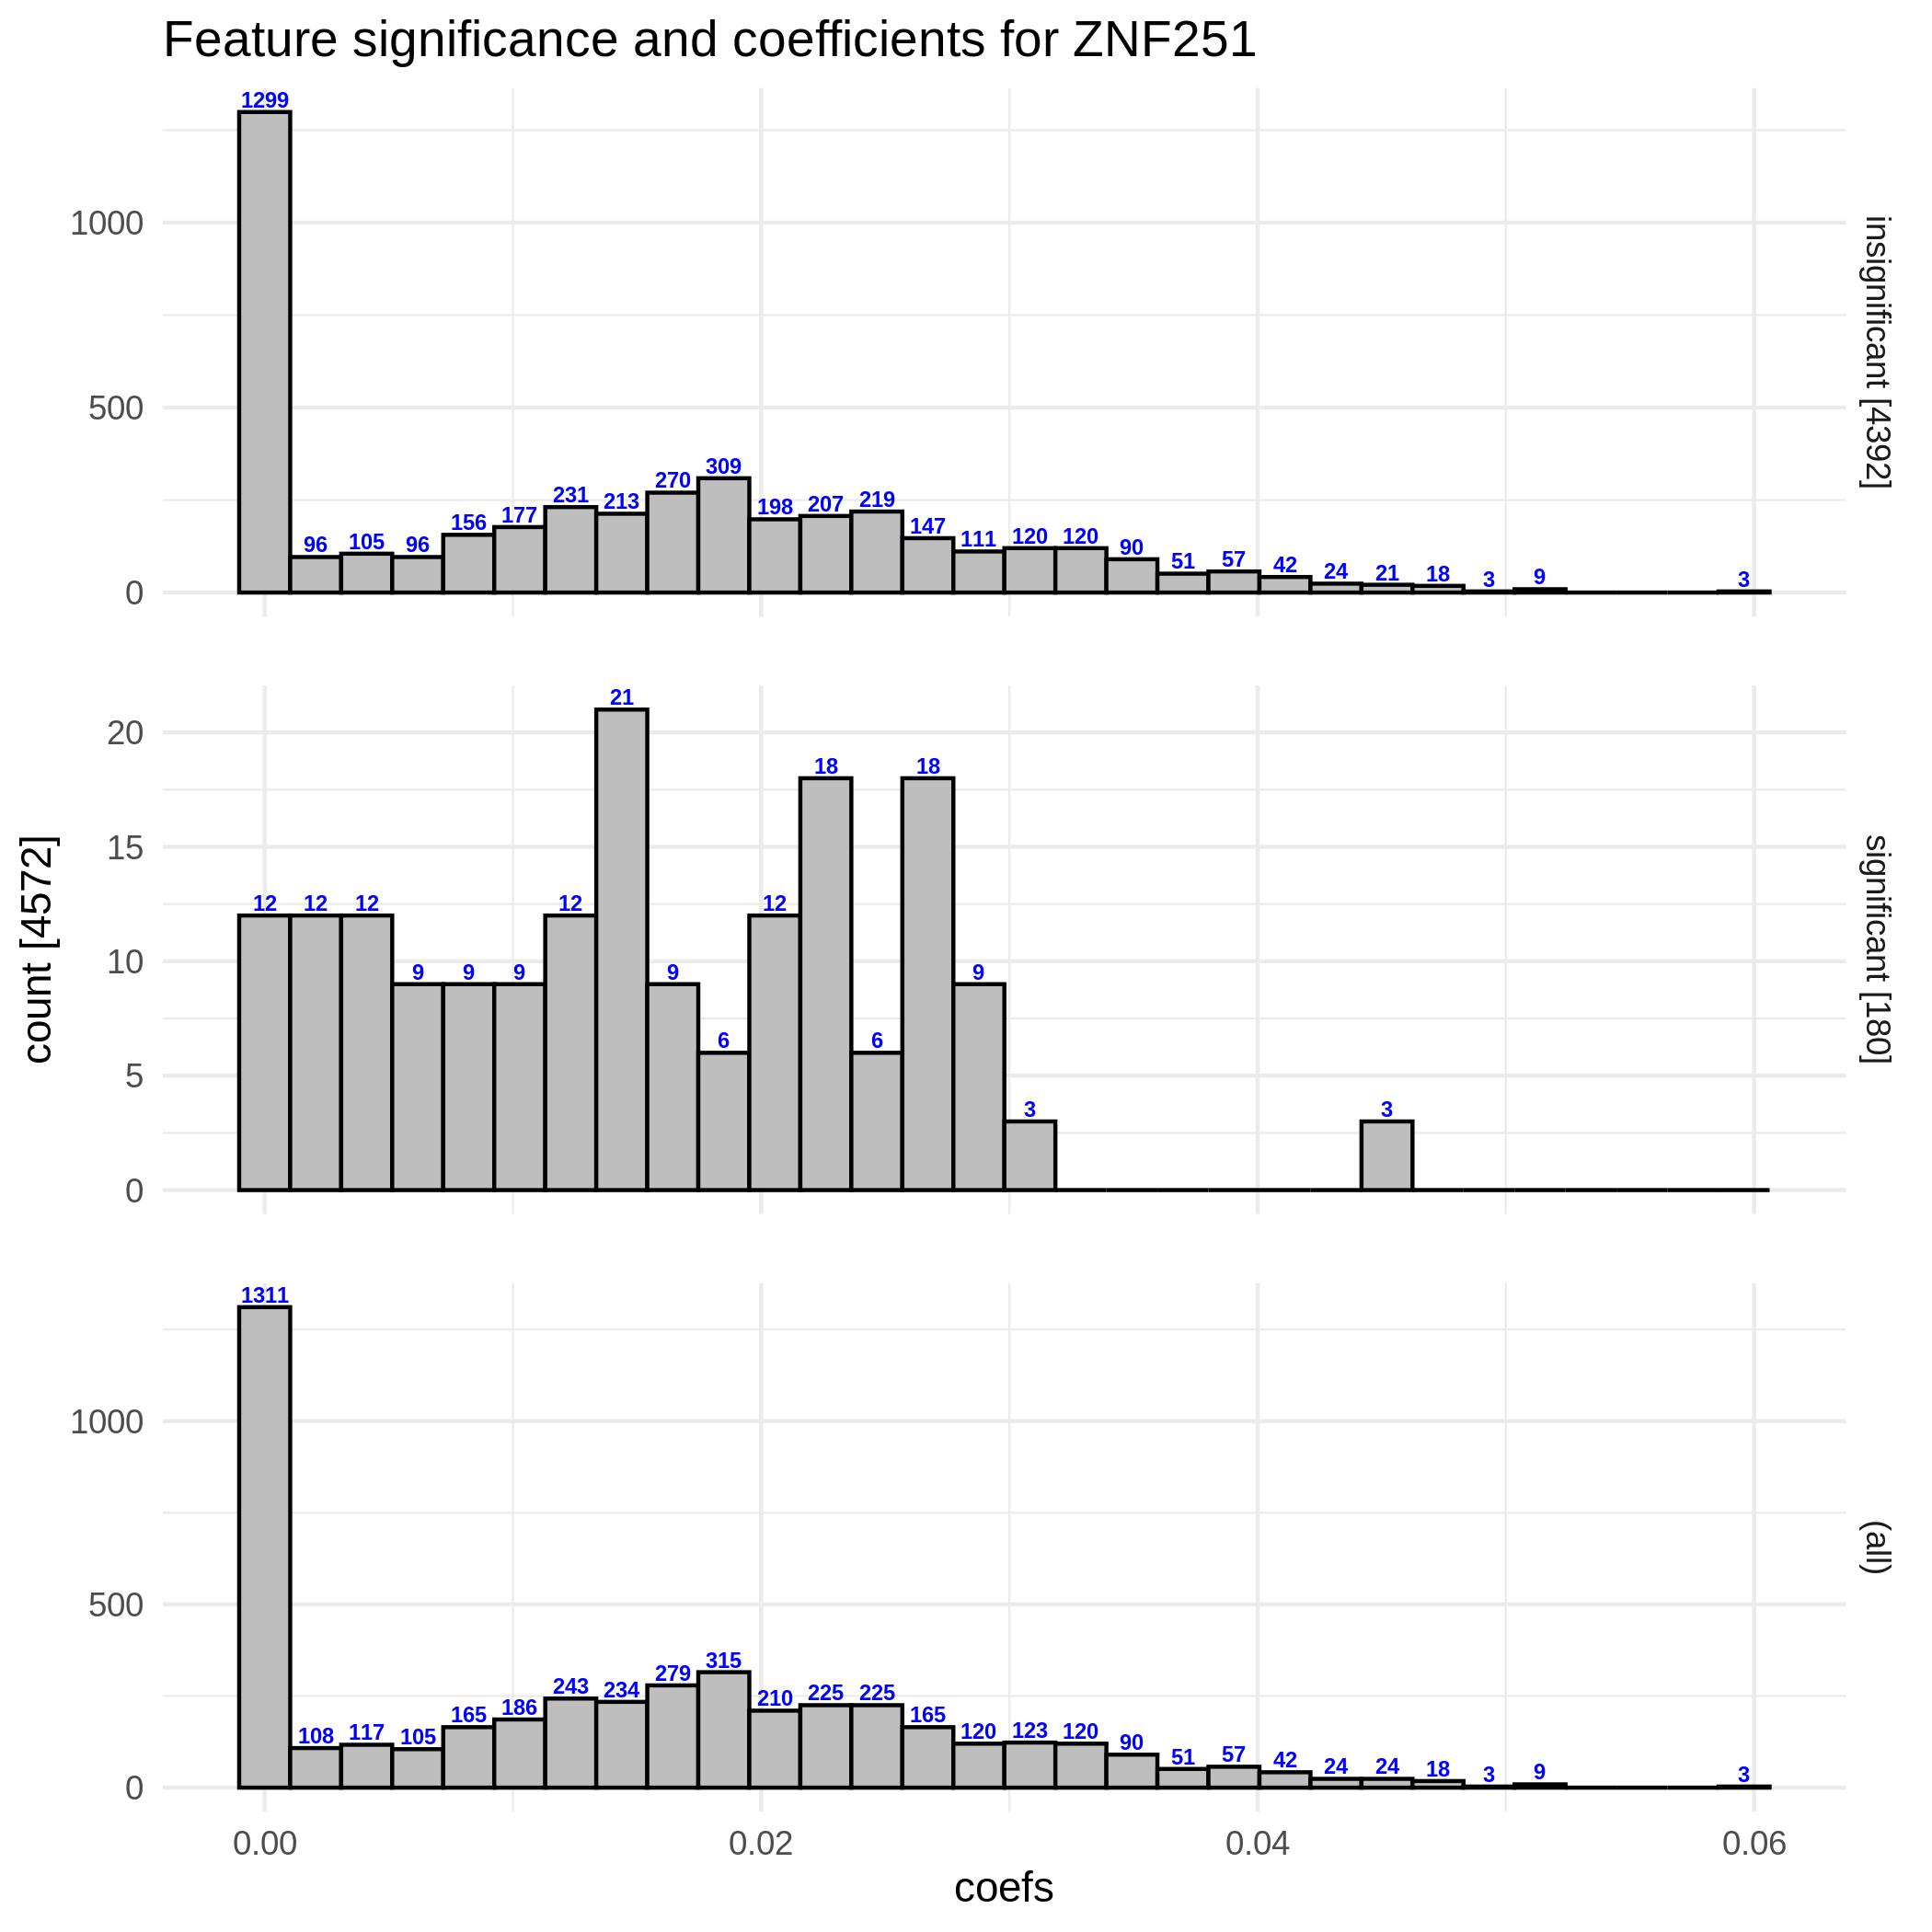 Feature significance and coefficients for ZNF251
1299
96 105 96 156 177 231 213 270 309 198 207 219 147 111 120 120 90 51 57 42 24 21 18 3 9 3
1000
500
0
insignificant [4392]
12 12 12 9 9 9 12 21 9 6 12 18 6 18 9 3 3
20
15
10
5
0
significant [180]
count [4572]
1311
108 117 105 165 186 243 234 279 315 210 225 225 165 120 123 120 90 51 57 42 24 24 18 3 9 3
1000
500
0
(all)
0.00 0.02 0.04 0.06
coefs